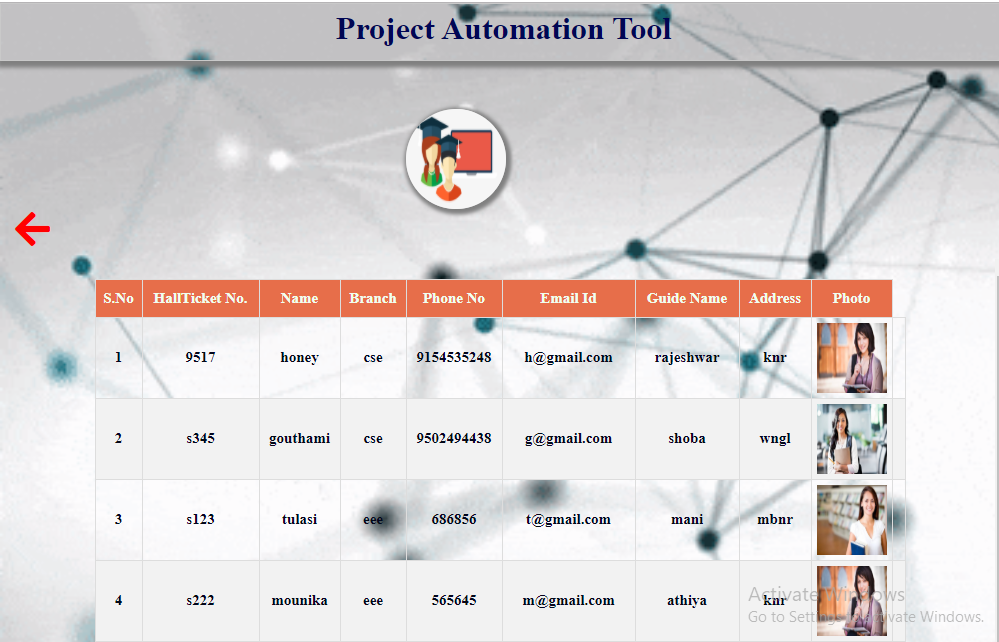 Project Automation Tool
S.No HallTicket No. Name Branch Phone No Email Id Guide Name Address Photo
1 9517 honey cse 9154535248 h@gmail.com rajeshwar knr
2 s345 gouthami cse 9502494438 g@gmail.com shoba wngl
3 s123 tulasi eee 686856 t@gmail.com mani mbnr
4 s222 mounika eee 565645 m@gmail.com athiya knr
Activate Windows
Go to Settings to activate Windows.